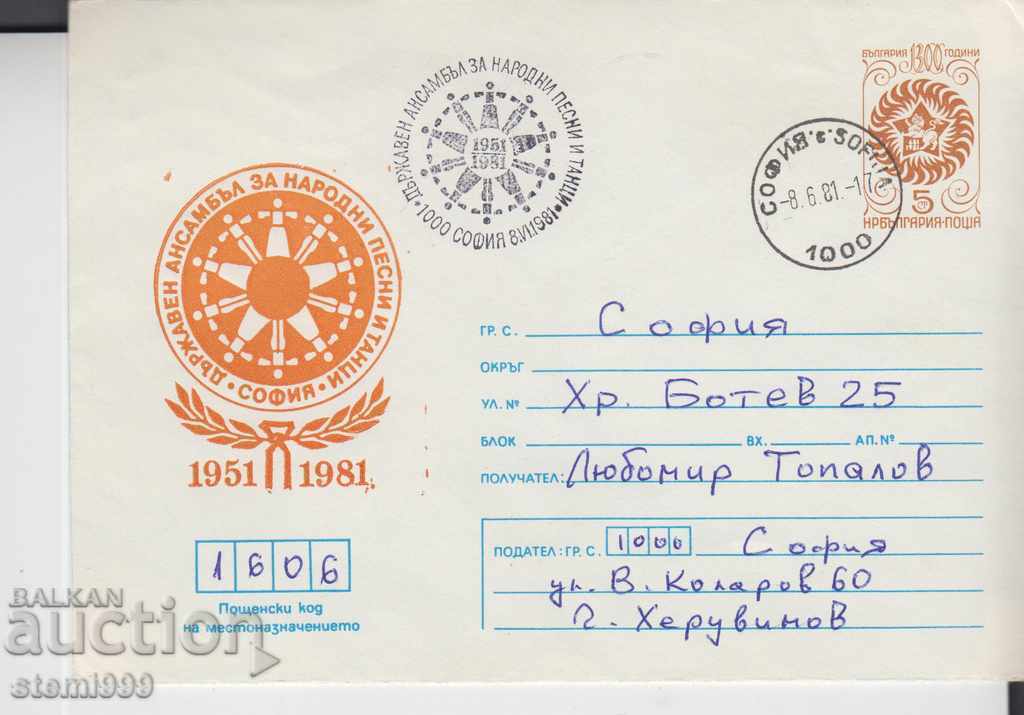 ДЪРЖАВЕН АНСАМБЪЛ ЗА НАРОДНИ ПЕСНИ И ТАНЦИ
1951
1981
1000 СОФИЯ 8.VI.1981
БЪЛГАРИЯ 1300 ГОДИНИ
5
НРБЪЛГАРИЯ·ПОЩА
СОФИЯ·с·SOFIA
-8.6.81.-17
1000
ДЪРЖАВЕН АНСАМБЪЛ ЗА НАРОДНИ ПЕСНИ И ТАНЦИ
· СОФИЯ ·
1951 1981
ГР. С. София
ОКРЪГ
УЛ. № Хр. Ботев 25
БЛОК ВХ. АП. №
ПОЛУЧАТЕЛ: Любомир Топалов
ПОДАТЕЛ: ГР. С. 1000 София
ул. В. Коларов 60
Г. Херувимов
1606
Пощенски код
на местоназначението
BALKAN
auction
stemi999